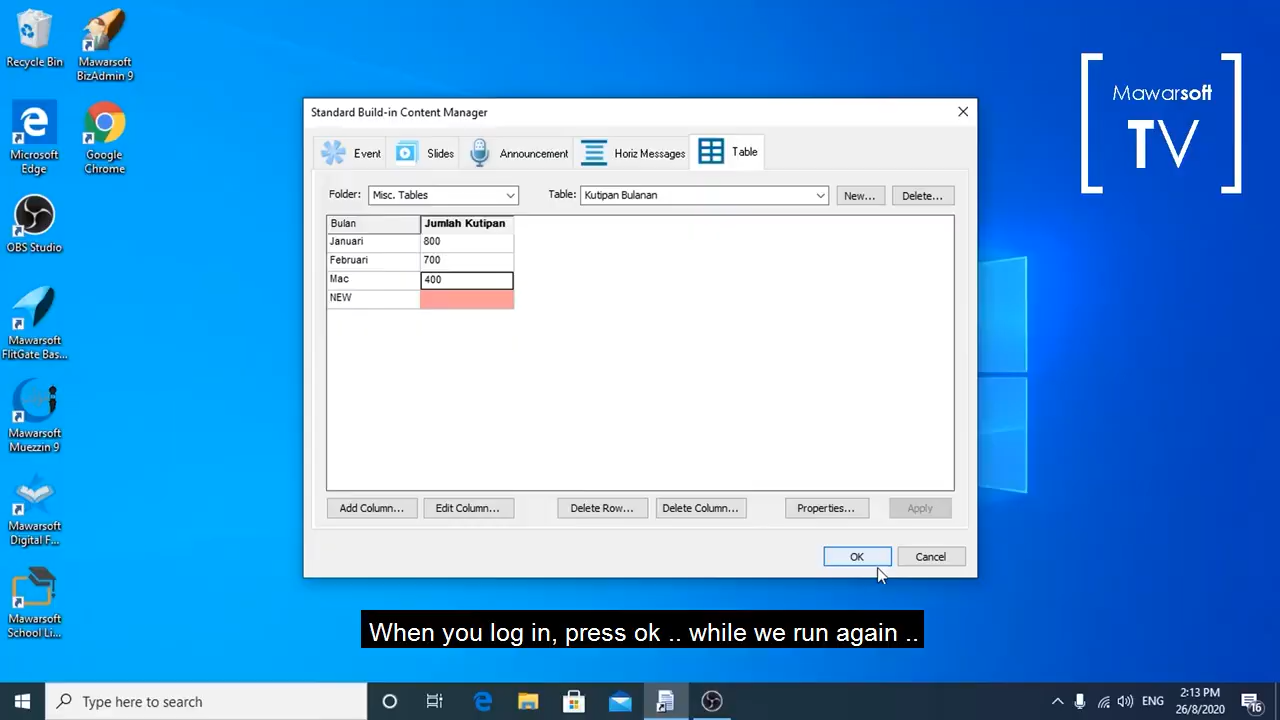 Recycle Bin
Mawarsoft
BizAdmin 9
Microsoft
Edge
Google
Chrome
OBS Studio
Mawarsoft
FlitGate Bas...
Mawarsoft
Muezzin 9
Mawarsoft
Digital F...
Mawarsoft
School Li...
Mawarsoft
TV
Standard Build-in Content Manager
Event Slides Announcement Horiz Messages Table
Folder: Misc. Tables Table: Kutipan Bulanan New... Delete...
Bulan Jumlah Kutipan
Januari 800
Februari 700
Mac 400
NEW
Add Column... Edit Column... Delete Row... Delete Column... Properties... Apply
OK Cancel
When you log in, press ok .. while we run again ..
Type here to search
ENG
2:13 PM
26/8/2020
16